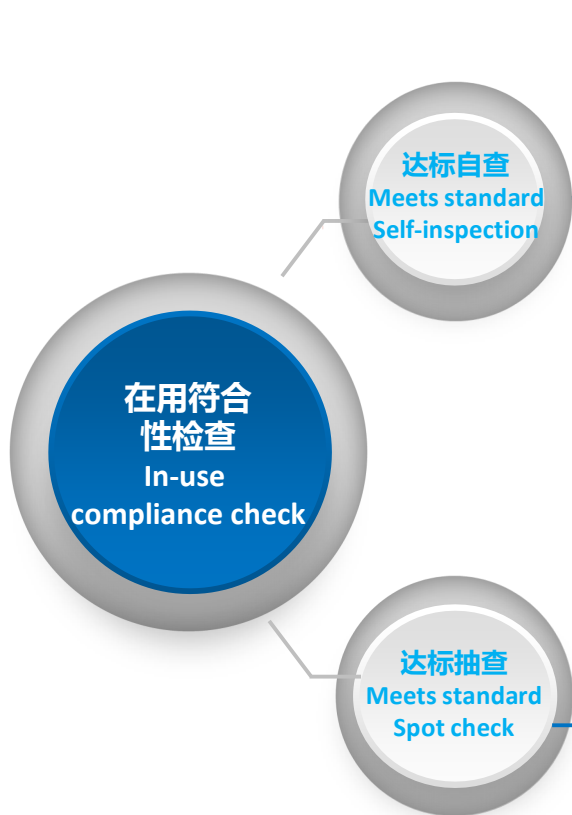 达标自查
Meets standard
Self-inspection
在用符合
性检查
In-use
compliance check
达标抽查
Meets standard
Spot check